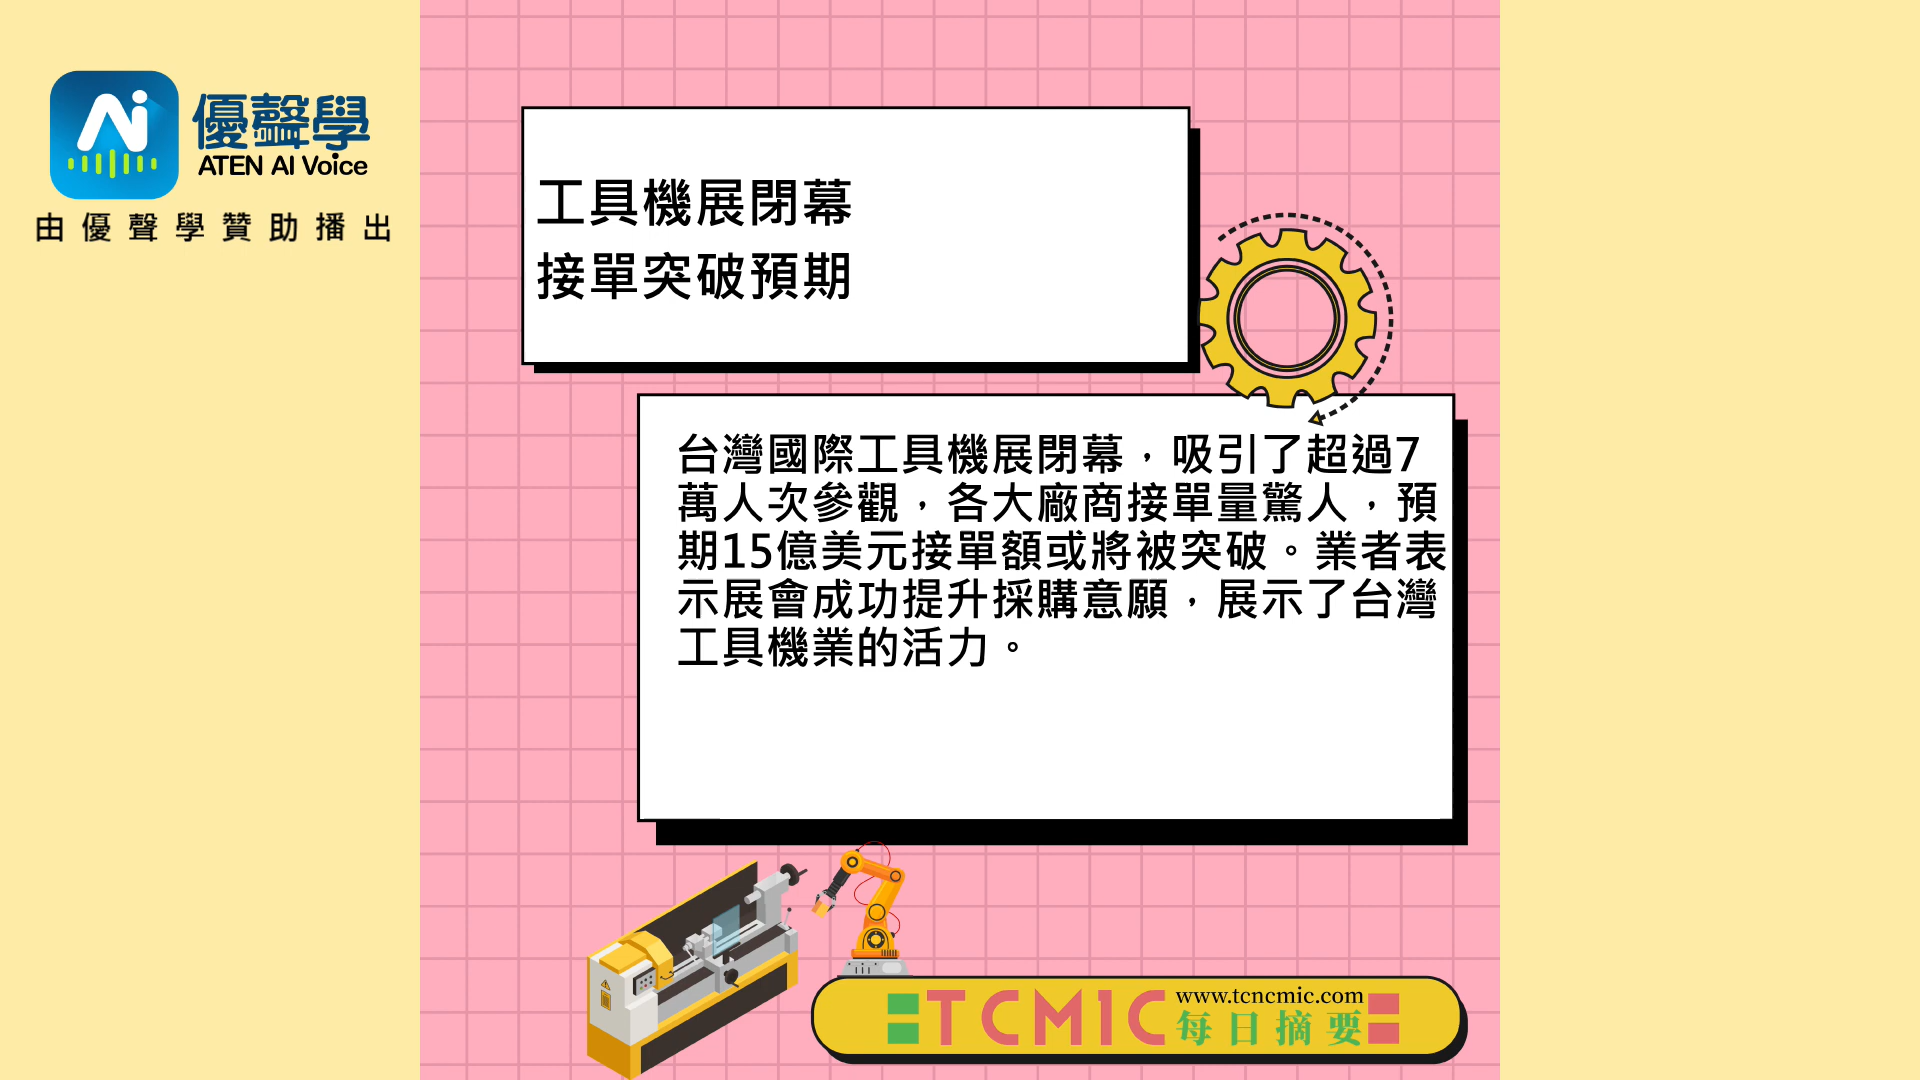 Ai
優聲學
ATEN AI Voice
由優聲學贊助播出
工具機展閉幕
接單突破預期
台灣國際工具機展閉幕，吸引了超過7
萬人次參觀，各大廠商接單量驚人，預
期15億美元接單額或將被突破。業者表
示展會成功提升採購意願，展示了台灣
工具機業的活力。
TCMIC
www.tcncmic.com
每日摘要